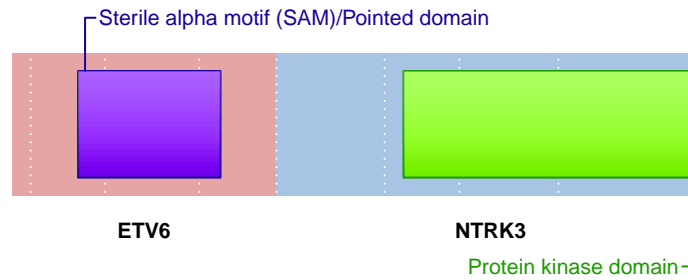 Sterile alpha motif (SAM)/Pointed domain
ETV6 NTRK3
Protein kinase domain